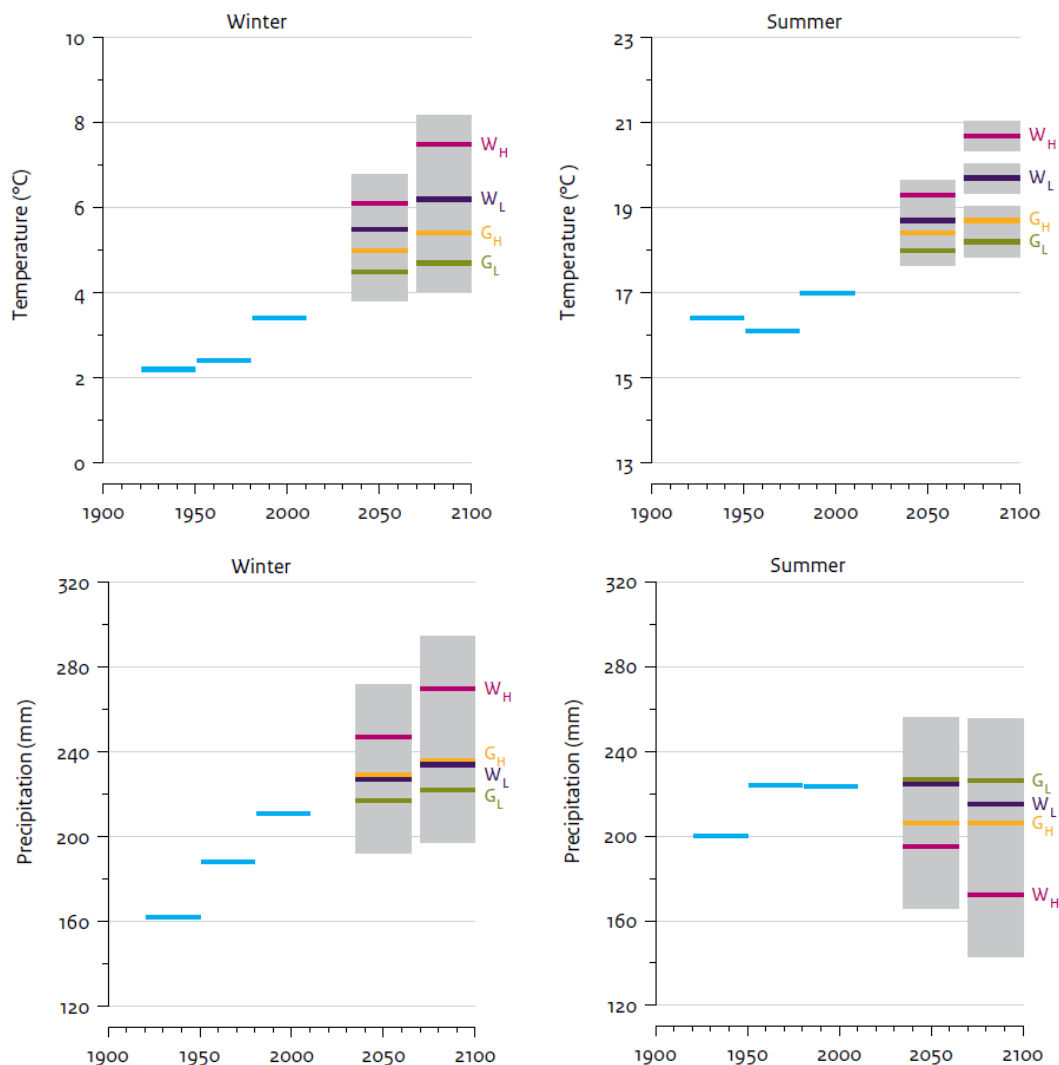 Winter
Temperature (°C)
10
8
6
4
2
0
W_H
W_L
G_H
G_L
1900 1950 2000 2050 2100
Summer
Temperature (°C )
23
21
19
17
15
13
W_H
W_L
G_H
G_L
1900 1950 2000 2050 2100
Winter
Precipitation (mm)
320
280
240
200
160
120
W_H
G_H
W_L
G_L
1900 1950 2000 2050 2100
Summer
Precipitation (mm)
320
280
240
200
160
120
G_L
W_L
G_H
W_H
1900 1950 2000 2050 2100